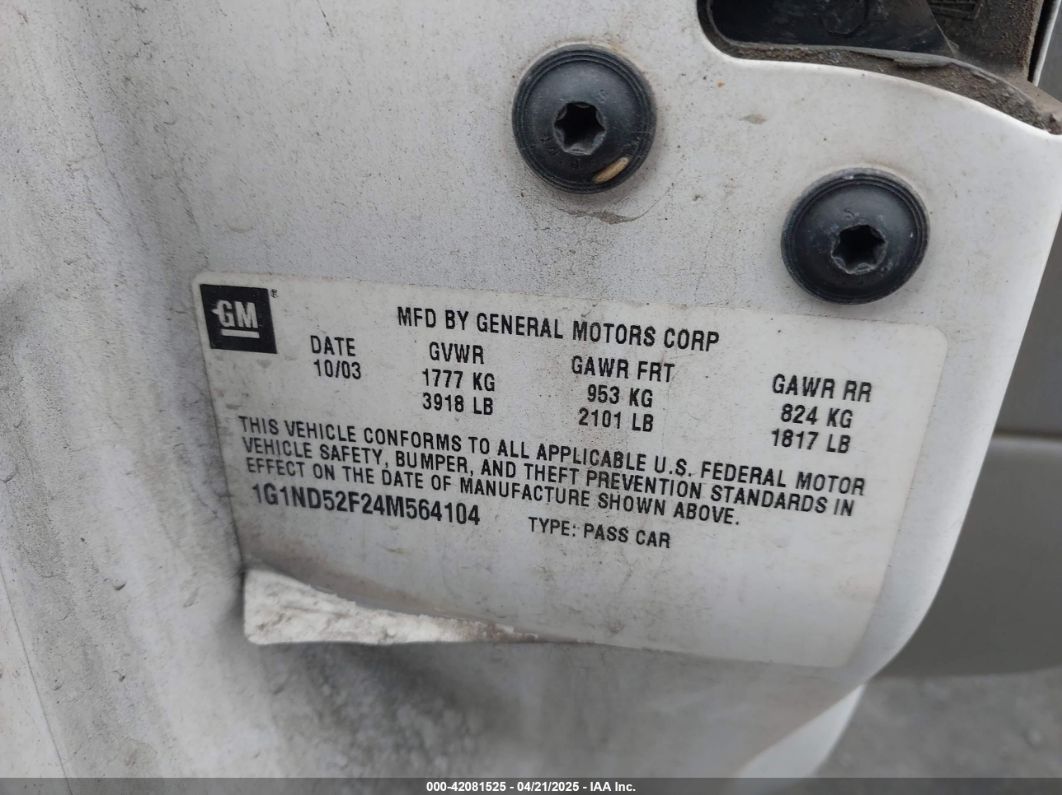 GM®
MFD BY GENERAL MOTORS CORP
DATE GVWR GAWR FRT GAWR RR
10/03 1777 KG 953 KG 824 KG
3918 LB 2101 LB 1817 LB
THIS VEHICLE CONFORMS TO ALL APPLICABLE U.S. FEDERAL MOTOR
VEHICLE SAFETY, BUMPER, AND THEFT PREVENTION STANDARDS IN
EFFECT ON THE DATE OF MANUFACTURE SHOWN ABOVE.
1G1ND52F24M564104 TYPE: PASS CAR
000-42081525 - 04/21/2025 - IAA Inc.